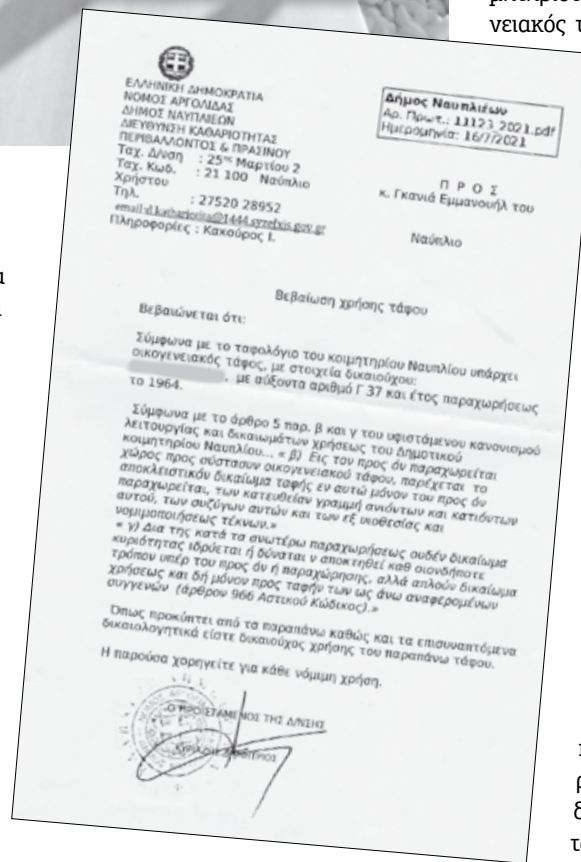 νειακός τ
ΕΛΛΗΝΙΚΗ ΔΗΜΟΚΡΑΤΙΑ
ΝΟΜΟΣ ΑΡΓΟΛΙΔΑΣ
ΔΗΜΟΣ ΝΑΥΠΛΙΕΩΝ
ΔΙΕΥΘΥΝΣΗ ΚΑΘΑΡΙΟΤΗΤΑΣ
ΠΕΡΙΒΑΛΛΟΝΤΟΣ & ΠΡΑΣΙΝΟΥ
Ταχ. Δ/νση : 25ης Μαρτίου 2
Ταχ. Κωδ. : 21 100 Ναύπλιο
Χρήστου
Τηλ. : 27520 28952
Πληροφορίες : Κακούρος Ι.
Δήμος Ναυπλιέων
Αρ. Πρωτ.: 11123_2021.pdf
Ημερομηνία: 16/7/2021
Π Ρ Ο Σ
κ. Γκανιά Εμμανουήλ του
Ναύπλιο
Βεβαίωση χρήσης τάφου
Βεβαιώνεται ότι:
Σύμφωνα με το ταφολόγιο του κοιμητηρίου Ναυπλίου υπάρχει
οικογενειακός τάφος, με στοιχεία δικαιούχου:
, με αύξοντα αριθμό Γ 37 και έτος παραχωρήσεως
το 1964.
Σύμφωνα με το άρθρο 5 παρ. β και γ του υφιστάμενου κανονισμού
λειτουργίας και δικαιωμάτων χρήσεως του Δημοτικού
κοιμητηρίου Ναυπλίου... « β) Εις τον προς όν παραχωρείται
χώρος προς σύστασιν οικογενειακού τάφου, παρέχεται το
αποκλειστικόν δικαίωμα ταφής εν αυτώ μόνον του προς όν
παραχωρείται, των κατευθείαν γραμμή ανιόντων και κατιόντων
αυτού, των συζύγων αυτών και των εξ υιοθεσίας και
νομιμοποιήσεως τέκνων.»
« γ) Δια της κατά τα ανωτέρω παραχωρήσεως ουδέν δικαίωμα
κυριότητας ιδρύεται ή δύναται ν αποκτηθεί καθ οιονδήποτε
τρόπον υπέρ του προς όν ή παραχώρησης, αλλά απλούν δικαίωμα
χρήσεως και δή μόνον προς ταφήν των ως άνω αναφερομένων
συγγενών (άρθρον 966 Αστικού Κώδικος).»
Όπως προκύπτει από τα παραπάνω καθώς και τα επισυναπτόμενα
δικαιολογητικά είστε δικαιούχος χρήσης του παραπάνω τάφου.
Η παρούσα χορηγείτε για κάθε νόμιμη χρήση.
Ο ΠΡΟΪΣΤΑΜΕΝΟΣ ΤΗΣ Δ/ΝΣΗΣ